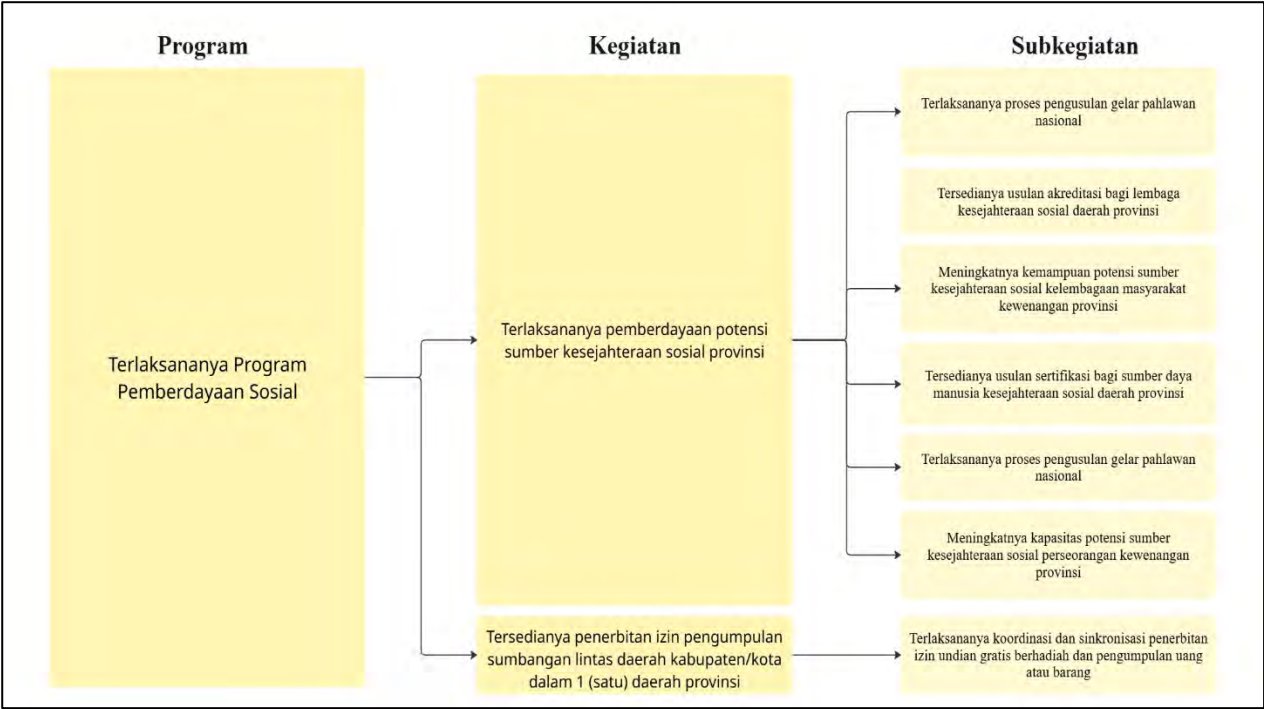 Program
Kegiatan
Subkegiatan
Terlaksananya Program
Pemberdayaan Sosial
Terlaksananya pemberdayaan potensi
sumber kesejahteraan sosial provinsi
Tersedianya penerbitan izin pengumpulan
sumbangan lintas daerah kabupaten/kota
dalam 1 (satu) daerah provinsi
Terlaksananya proses pengusulan gelar pahlawan
nasional
Tersedianya usulan akreditasi bagi lembaga
kesejahteraan sosial daerah provinsi
Meningkatnya kemampuan potensi sumber
kesejahteraan sosial kelembagaan masyarakat
kewenangan provinsi
Tersedianya usulan sertifikasi bagi sumber daya
manusia kesejahteraan sosial daerah provinsi
Terlaksananya proses pengusulan gelar pahlawan
nasional
Meningkatnya kapasitas potensi sumber
kesejahteraan sosial perseorangan kewenangan
provinsi
Terlaksananya koordinasi dan sinkronisasi penerbitan
izin undian gratis berhadiah dan pengumpulan uang
atau barang